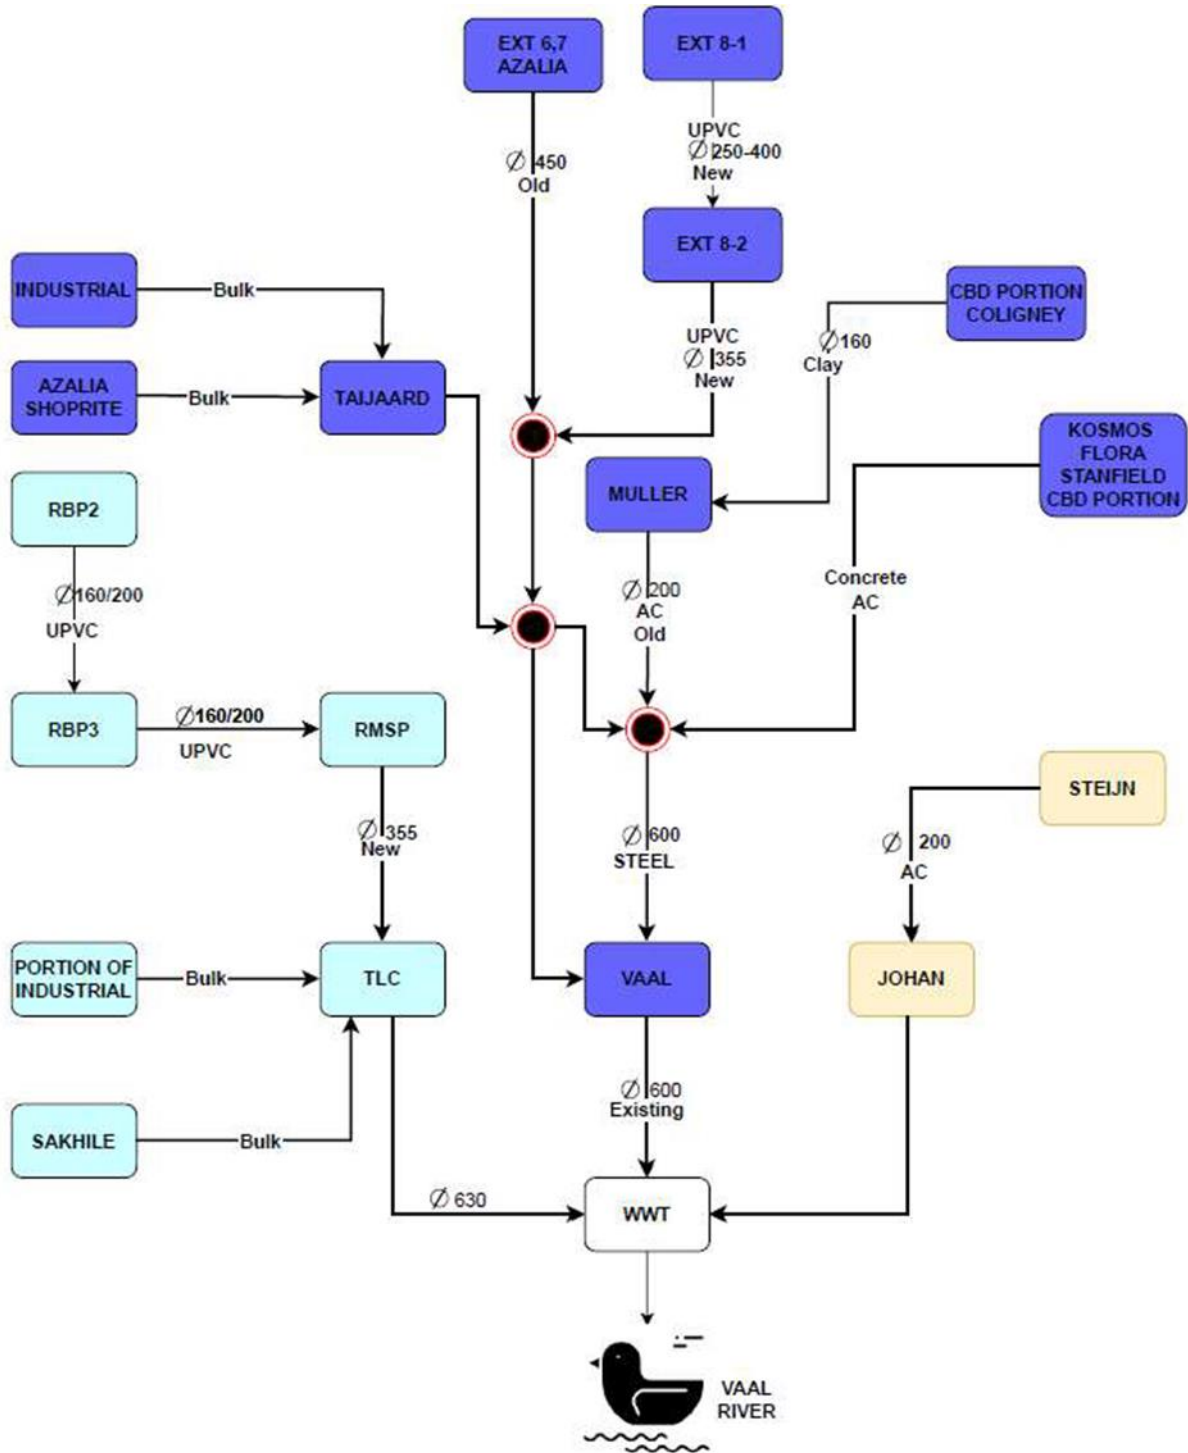 EXT 6,7
AZALIA
EXT 8-1
Ø 450
Old
UPVC
Ø 250-400
New
EXT 8-2
INDUSTRIAL
Bulk
CBD PORTION
COLIGNEY
UPVC
Ø 355
New
Ø160
Clay
AZALIA
SHOPRITE
Bulk
TAIJAARD
KOSMOS
FLORA
STANFIELD
CBD PORTION
MULLER
RBP2
Ø160/200
UPVC
Ø 200
AC
Old
Concrete
AC
RBP3
Ø160/200
UPVC
RMSP
STEIJN
Ø 355
New
Ø 600
STEEL
Ø 200
AC
PORTION OF
INDUSTRIAL
Bulk
TLC
VAAL
JOHAN
Ø 600
Existing
SAKHILE
Bulk
Ø 630
WWT
VAAL
RIVER